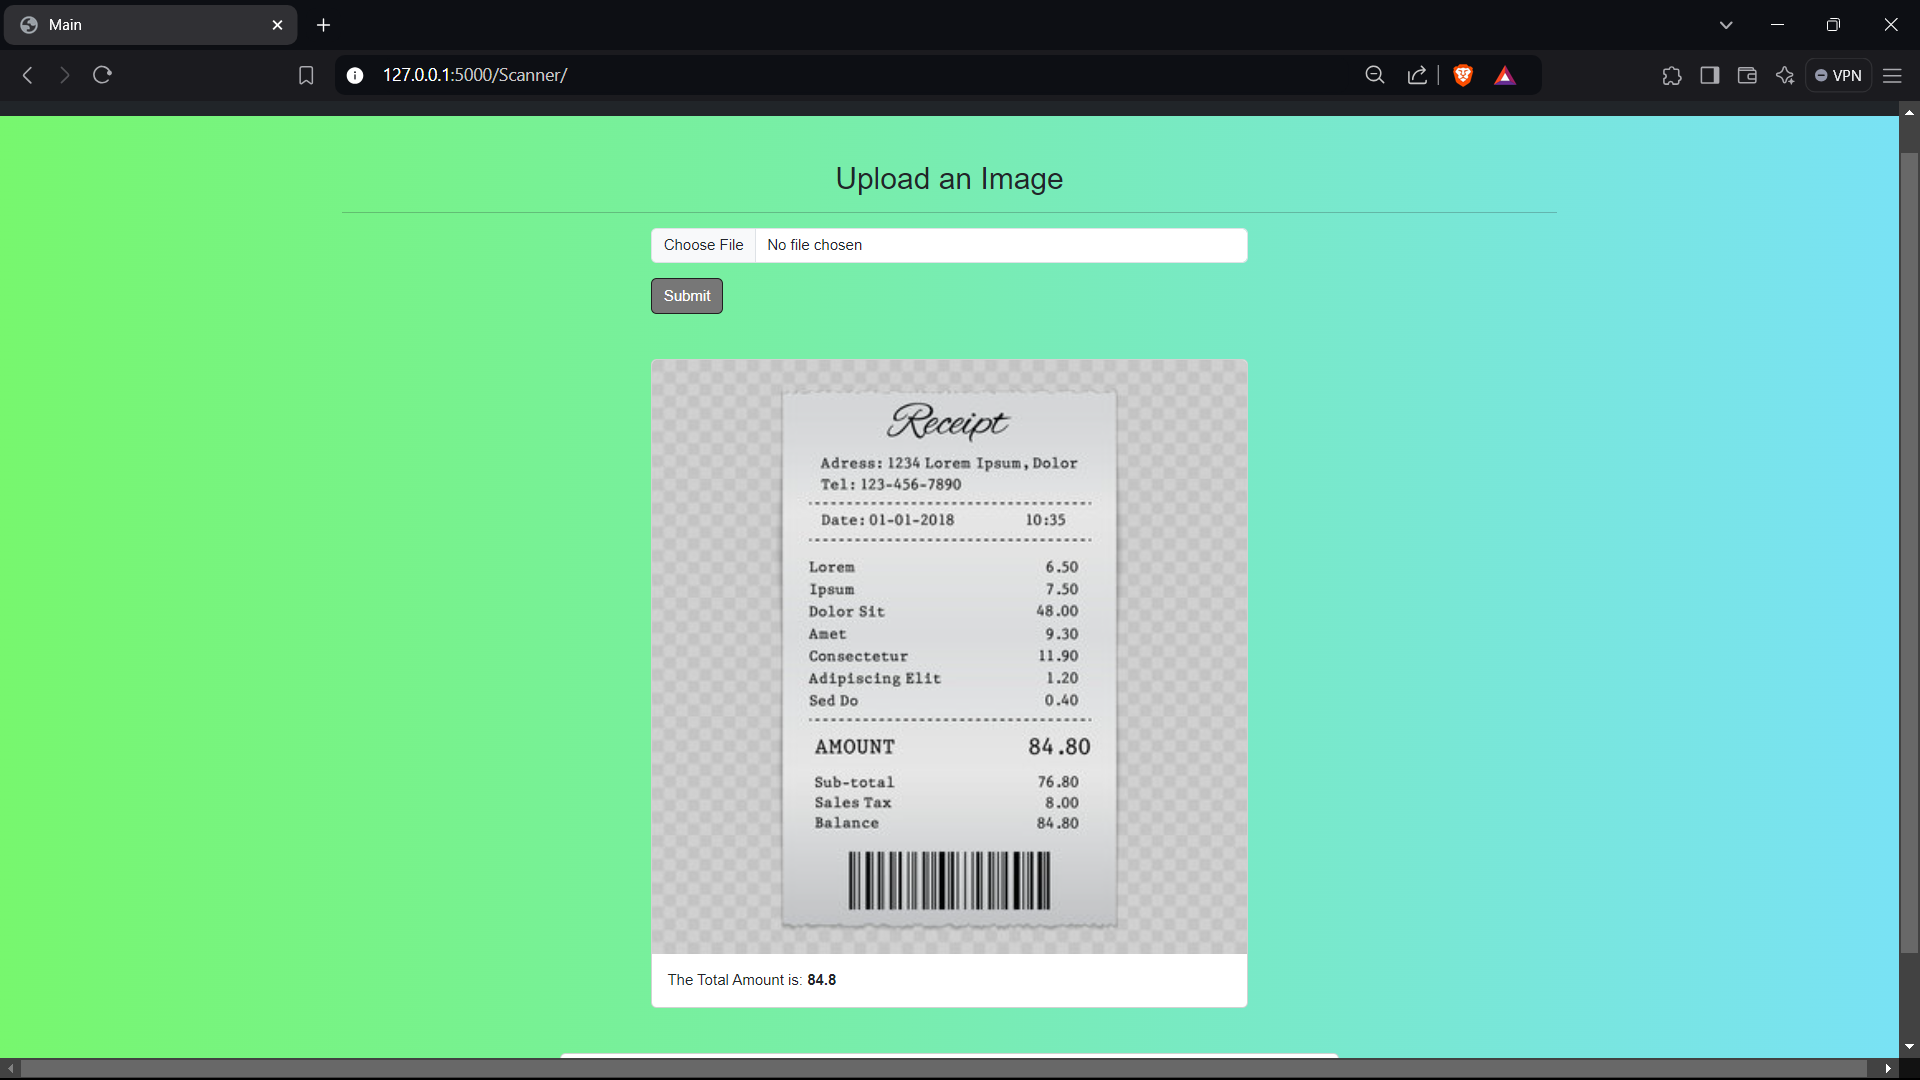 Main
127.0.0.1:5000/Scanner/
VPN
Upload an Image
Choose File No file chosen
Submit
Receipt
Adress: 1234 Lorem Ipsum, Dolor
Tel: 123-456-7890
Date: 01-01-2018 10:35
Lorem 6.50
Ipsum 7.50
Dolor Sit 48.00
Amet 9.30
Consectetur 11.90
Adipiscing Elit 1.20
Sed Do 0.40
AMOUNT 84.80
Sub-total 76.80
Sales Tax 8.00
Balance 84.80
The Total Amount is: 84.8